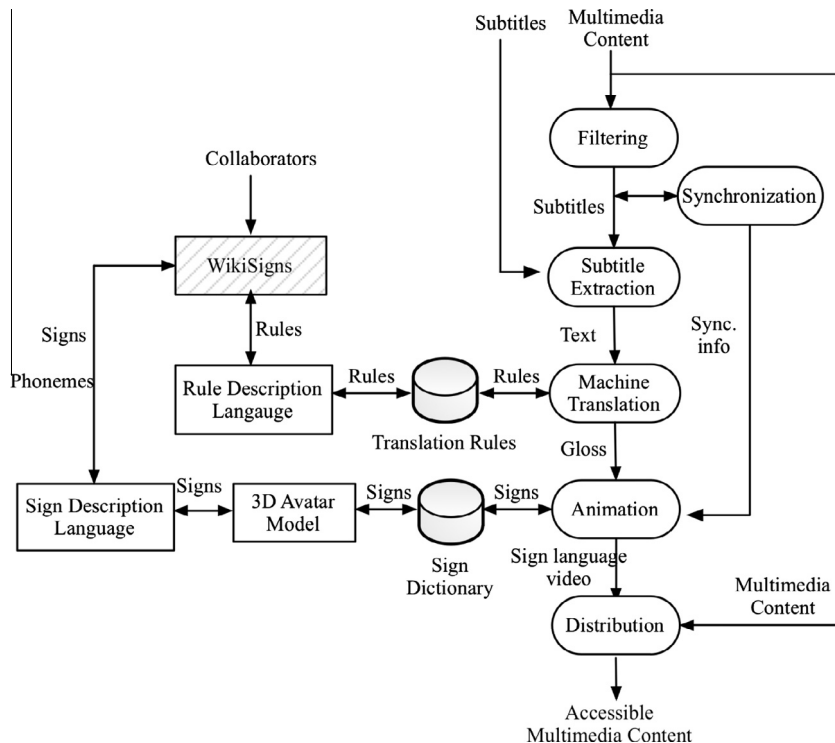 Subtitles
Multimedia
Content
Filtering
Collaborators
Synchronization
Subtitles
WikiSigns
Subtitle
Extraction
Signs
Phonemes
Rules
Text
Sync.
info
Rule Description
Langauge
Rules
Rules
Machine
Translation
Translation Rules
Gloss
Sign Description
Language
Signs
3D Avatar
Model
Signs
Signs
Animation
Sign
Dictionary
Sign language
video
Multimedia
Content
Distribution
Accessible
Multimedia Content